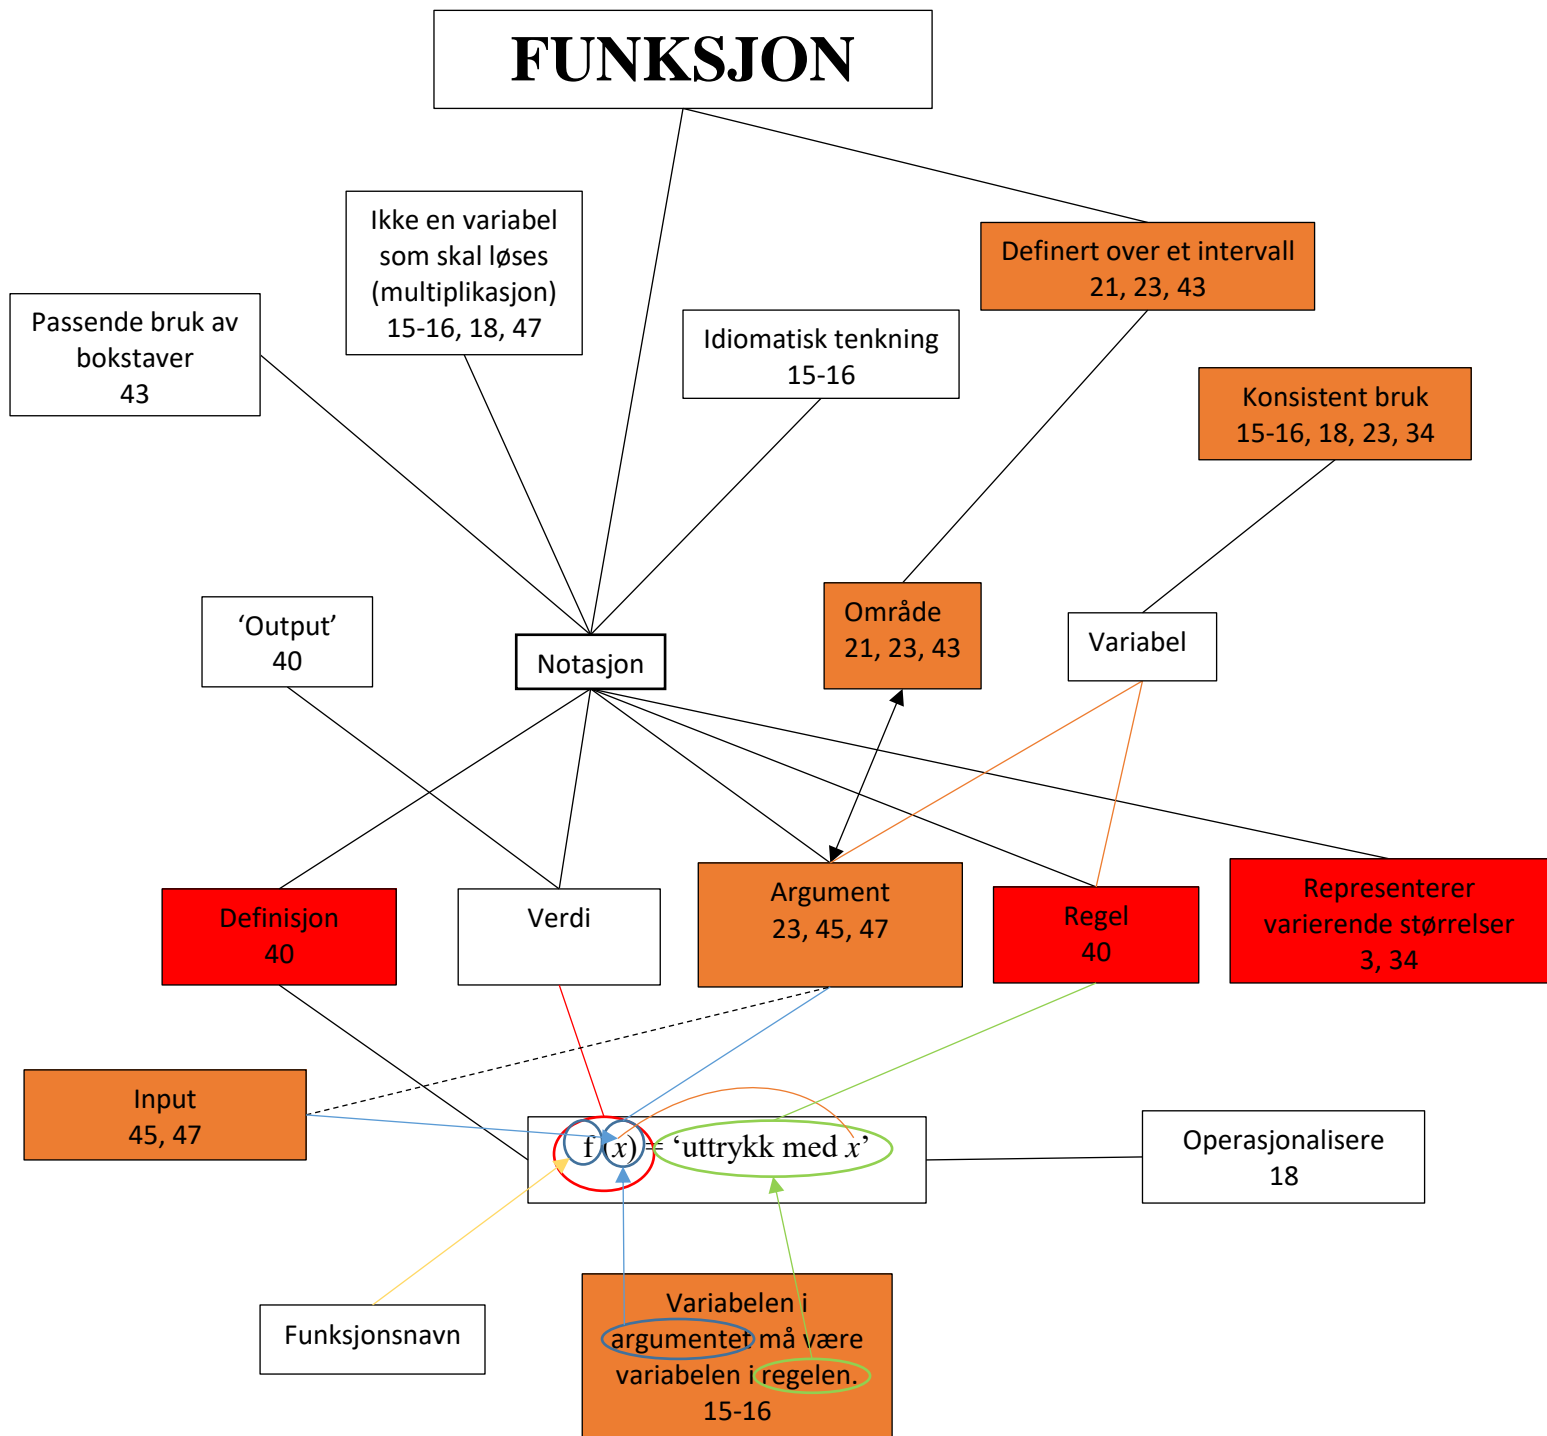 FUNKSJON
Ikke en variabel
som skal løses
(multiplikasjon)
15-16, 18, 47
Definert over et intervall
21, 23, 43
Passende bruk av
bokstaver
43
Idiomatisk tenkning
15-16
Konsistent bruk
15-16, 18, 23, 34
‘Output’
40
Notasjon
Område
21, 23, 43
Variabel
Definisjon
40
Verdi
Argument
23, 45, 47
Regel
40
Representerer
varierende størrelser
3, 34
Input
45, 47
f (x) = ‘uttrykk med x’
Operasjonalisere
18
Funksjonsnavn
Variabelen i
argumentet må være
variabelen i regelen.
15-16